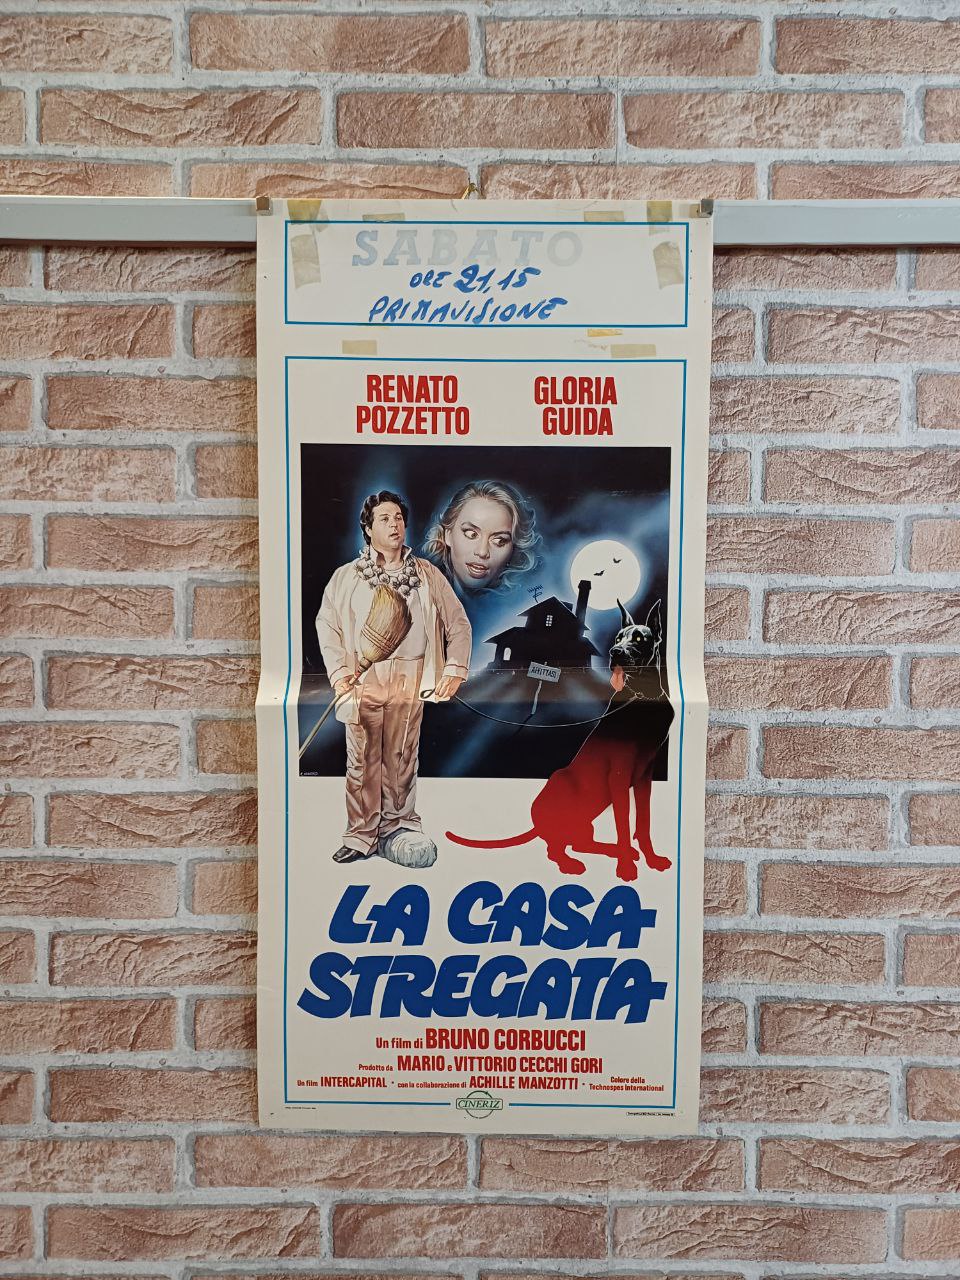 SABATO
ORE 21,15
PRIMAVISIONE
RENATO
POZZETTO
GLORIA
GUIDA
AFFITTASI
LA CASA
STREGATA
Un film di BRUNO CORBUCCI
Prodotto da MARIO e VITTORIO CECCHI GORI
Un film INTERCAPITAL • con la collaborazione di ACHILLE MANZOTTI • Colore della
Technospes International
CINERIZ